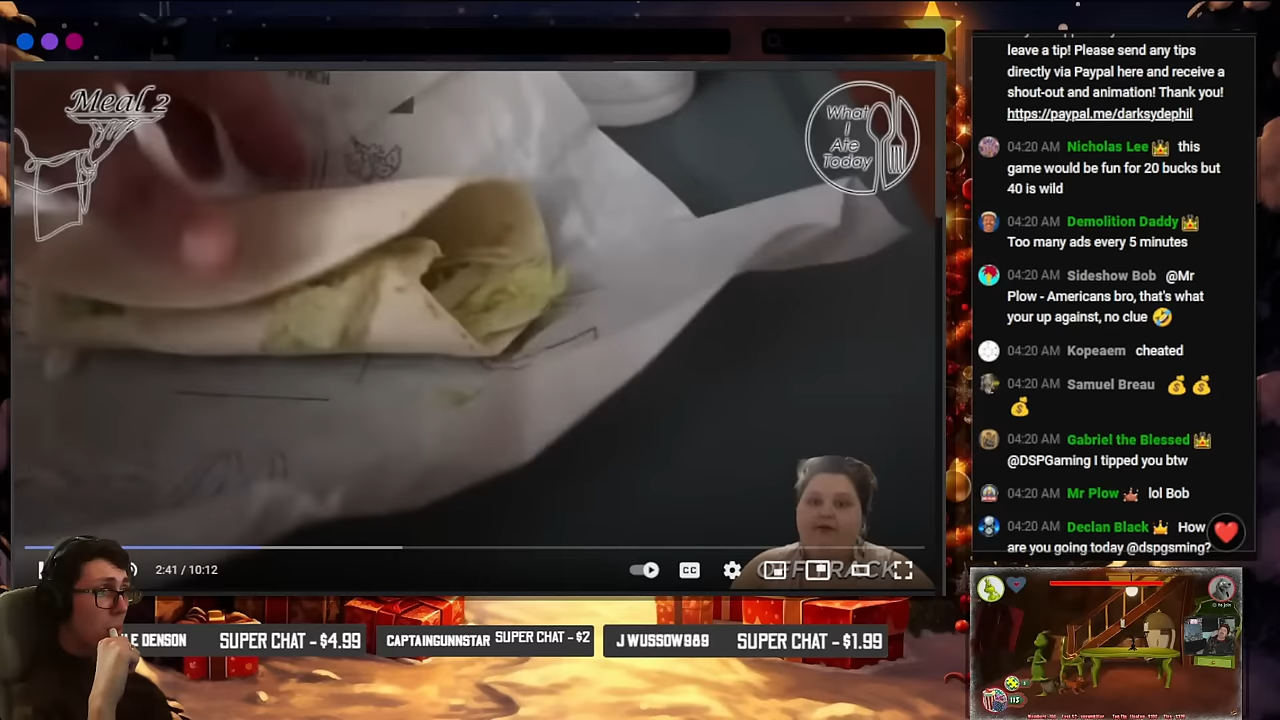 Meal 2
What
I
Ate
Today
2:41 / 10:12
CC
LE DENSON SUPER CHAT - $4.99
CAPTAINGUNNSTAR SUPER CHAT - $2
J WUSSOW989 SUPER CHAT - $1.99
leave a tip! Please send any tips
directly via Paypal here and receive a
shout-out and animation! Thank you!
https://paypal.me/darksydephil
04:20 AM Nicholas Lee this
game would be fun for 20 bucks but
40 is wild
04:20 AM Demolition Daddy
Too many ads every 5 minutes
04:20 AM Sideshow Bob @Mr
Plow - Americans bro, that's what
your up against, no clue 🤣
04:20 AM Kopeaem cheated
04:20 AM Samuel Breau 💰💰
💰
04:20 AM Gabriel the Blessed
@DSPGaming I tipped you btw
04:20 AM Mr Plow lol Bob
04:20 AM Declan Black How
are you going today @dspgsming?
113